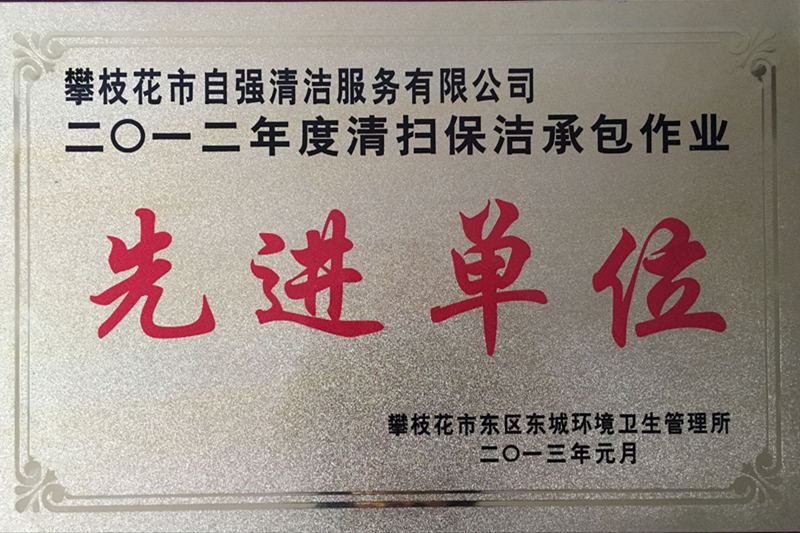 攀枝花市自强清洁服务有限公司
二〇一二年度清扫保洁承包作业
先进单位
攀枝花市东区东城环境卫生管理所
二〇一三年元月